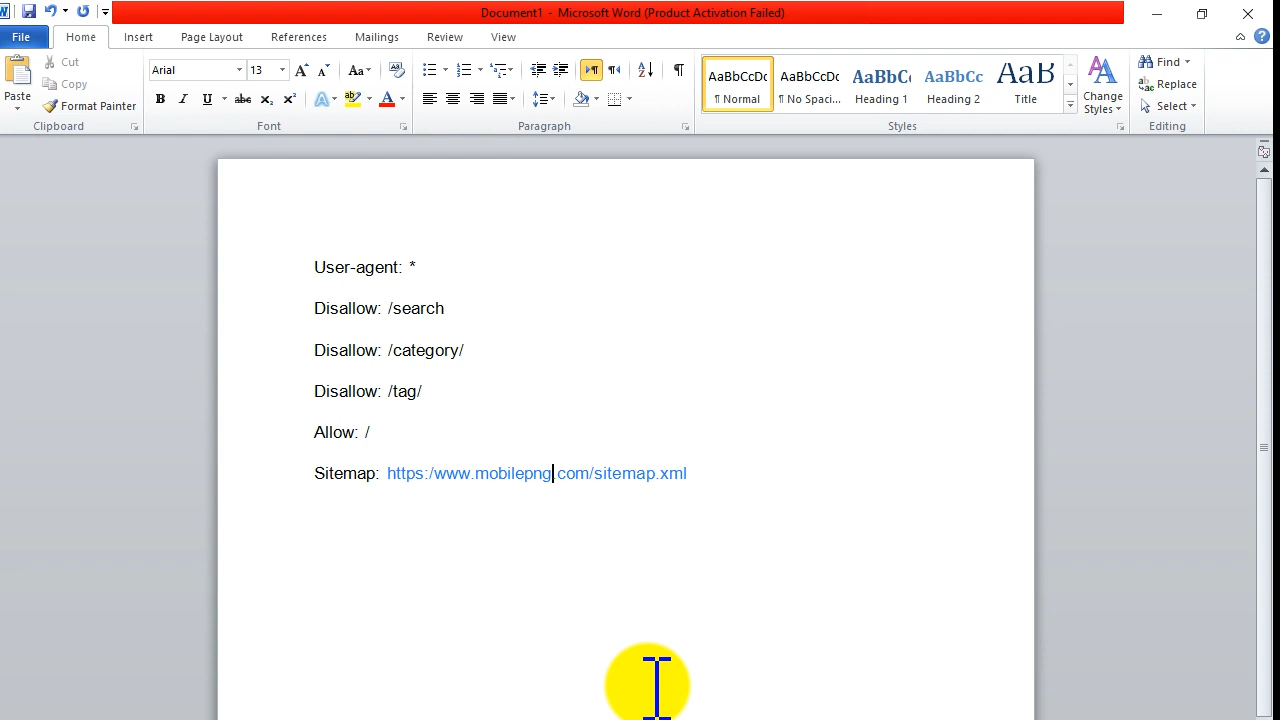 Document1 - Microsoft Word (Product Activation Failed)
File Home Insert Page Layout References Mailings Review View
Paste
Cut
Copy
Format Painter
Clipboard
Arial 13
Font
Paragraph
AaBbCcDc AaBbCcDc AaBbC AaBbCc AaB
¶ Normal ¶ No Spaci... Heading 1 Heading 2 Title
Change
Styles
Styles
Find
Replace
Select
Editing
User-agent: *
Disallow: /search
Disallow: /category/
Disallow: /tag/
Allow: /
Sitemap: https:/www.mobilepng.com/sitemap.xml